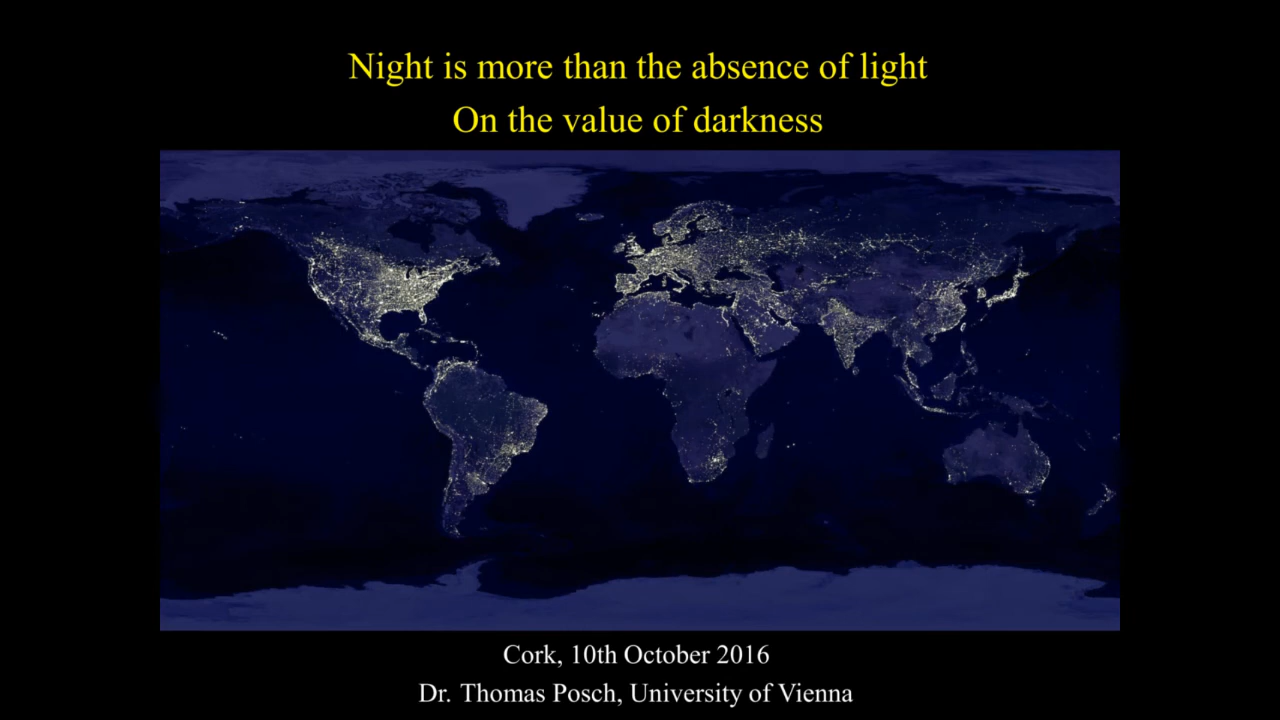 Night is more than the absence of light
On the value of darkness
Cork, 10th October 2016
Dr. Thomas Posch, University of Vienna